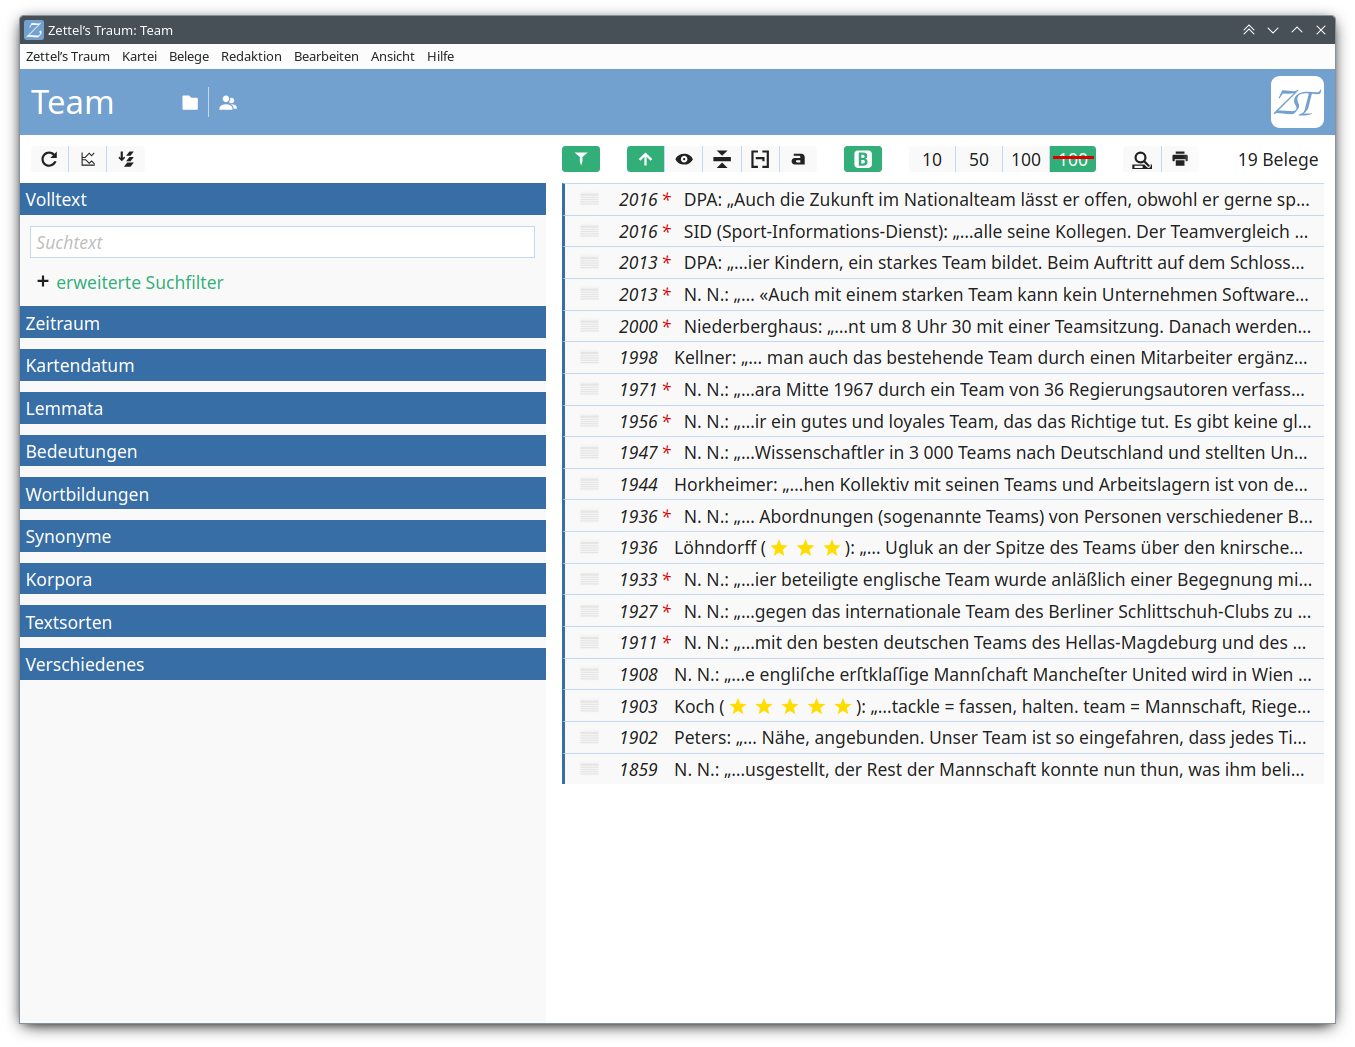 Zettel’s Traum: Team
Zettel’s Traum Kartei Belege Redaktion Bearbeiten Ansicht Hilfe
Team
ZT
10 50 100 100 19 Belege
Volltext
Suchtext
+ erweiterte Suchfilter
Zeitraum
Kartendatum
Lemmata
Bedeutungen
Wortbildungen
Synonyme
Korpora
Textsorten
Verschiedenes
2016 * DPA: „Auch die Zukunft im Nationalteam lässt er offen, obwohl er gerne sp…
2016 * SID (Sport-Informations-Dienst): „…alle seine Kollegen. Der Teamvergleich …
2013 * DPA: „…ier Kindern, ein starkes Team bildet. Beim Auftritt auf dem Schloss…
2013 * N. N.: „… «Auch mit einem starken Team kann kein Unternehmen Software…
2000 * Niederberghaus: „…nt um 8 Uhr 30 mit einer Teamsitzung. Danach werden…
1998 Kellner: „… man auch das bestehende Team durch einen Mitarbeiter ergänz…
1971 * N. N.: „…ara Mitte 1967 durch ein Team von 36 Regierungsautoren verfass…
1956 * N. N.: „…ir ein gutes und loyales Team, das das Richtige tut. Es gibt keine gl…
1947 * N. N.: „…Wissenschaftler in 3 000 Teams nach Deutschland und stellten Un…
1944 Horkheimer: „…hen Kollektiv mit seinen Teams und Arbeitslagern ist von de…
1936 * N. N.: „… Abordnungen (sogenannte Teams) von Personen verschiedener B…
1936 Löhndorff ( ★ ★ ★ ): „… Ugluk an der Spitze des Teams über den knirsche…
1933 * N. N.: „…ier beteiligte englische Team wurde anläßlich einer Begegnung mi…
1927 * N. N.: „…gegen das internationale Team des Berliner Schlittschuh-Clubs zu …
1911 * N. N.: „…mit den besten deutschen Teams des Hellas-Magdeburg und des …
1908 N. N.: „…e engliſche erſtklaſſige Mannſchaft Mancheſter United wird in Wien …
1903 Koch ( ★ ★ ★ ★ ★ ): „…tackle = fassen, halten. team = Mannschaft, Riege…
1902 Peters: „… Nähe, angebunden. Unser Team ist so eingefahren, dass jedes Ti…
1859 N. N.: „…usgestellt, der Rest der Mannschaft konnte nun thun, was ihm beli…